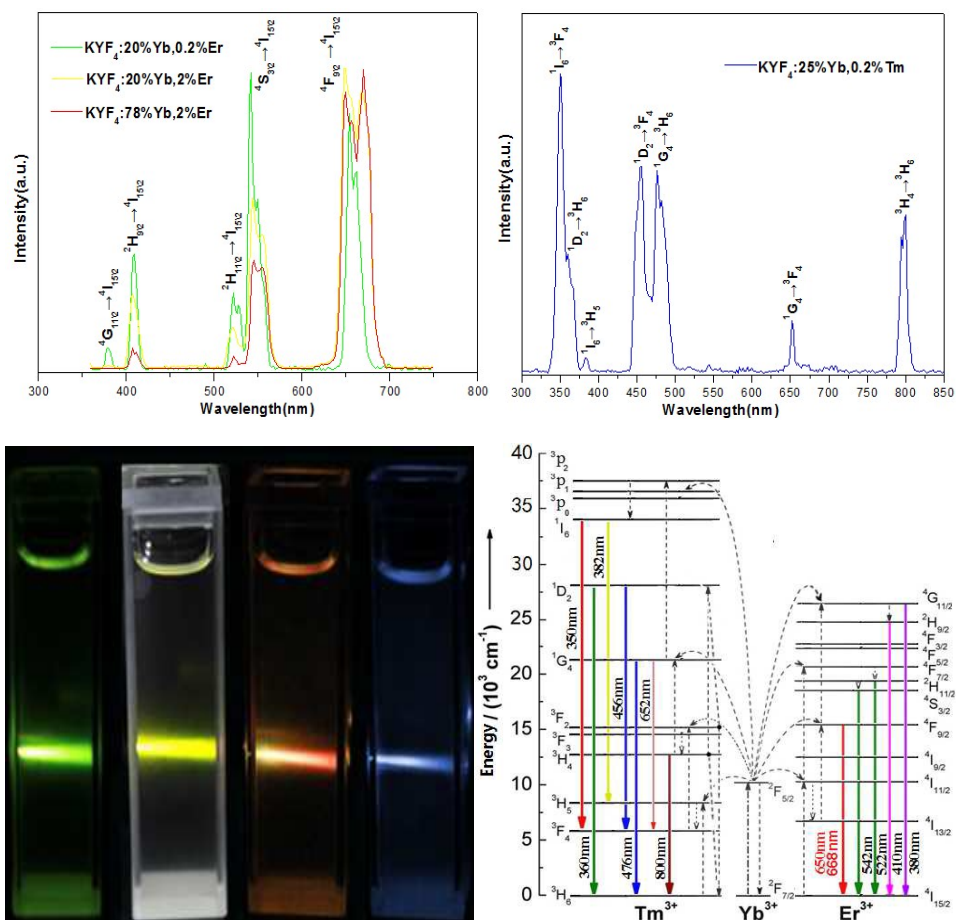 KYF₄:20%Yb,0.2%Er
KYF₄:20%Yb,2%Er
KYF₄:78%Yb,2%Er
⁴G₁₁\₂→⁴I₁₅\₂
²H₉\₂→⁴I₁₅\₂
²H₁₁\₂→⁴I₁₅\₂
⁴S₃\₂→⁴I₁₅\₂
⁴F₉\₂→⁴I₁₅\₂
Intensity(a.u.)
300 400 500 600 700 800
Wavelength(nm)
KYF₄:25%Yb,0.2%Tm
¹I₆→³F₄
¹D₂→³H₆
¹I₆→³H₅
¹D₂→³F₄
¹G₄→³H₆
¹G₄→³F₄
³H₄→³H₆
Intensity(a.u.)
300 350 400 450 500 550 600 650 700 750 800 850
Wavelength(nm)
Energy / (10³ cm⁻¹)
40
35
30
25
20
15
10
5
0
³P₂
³P₁
³P₀
¹I₆
¹D₂
¹G₄
³F₂
³F₃
³H₄
³H₅
³F₄
³H₆
350nm
382nm
456nm
652nm
360nm
476nm
800nm
²F₅/₂
²F₇/₂
⁴G₁₁/₂
²H₉/₂
⁴F₃/₂
⁴F₅/₂
⁴F₇/₂
²H₁₁/₂
⁴S₃/₂
⁴F₉/₂
⁴I₉/₂
⁴I₁₁/₂
⁴I₁₃/₂
⁴I₁₅/₂
650nm
668nm
542nm
522nm
410nm
380nm
Tm³⁺ Yb³⁺ Er³⁺